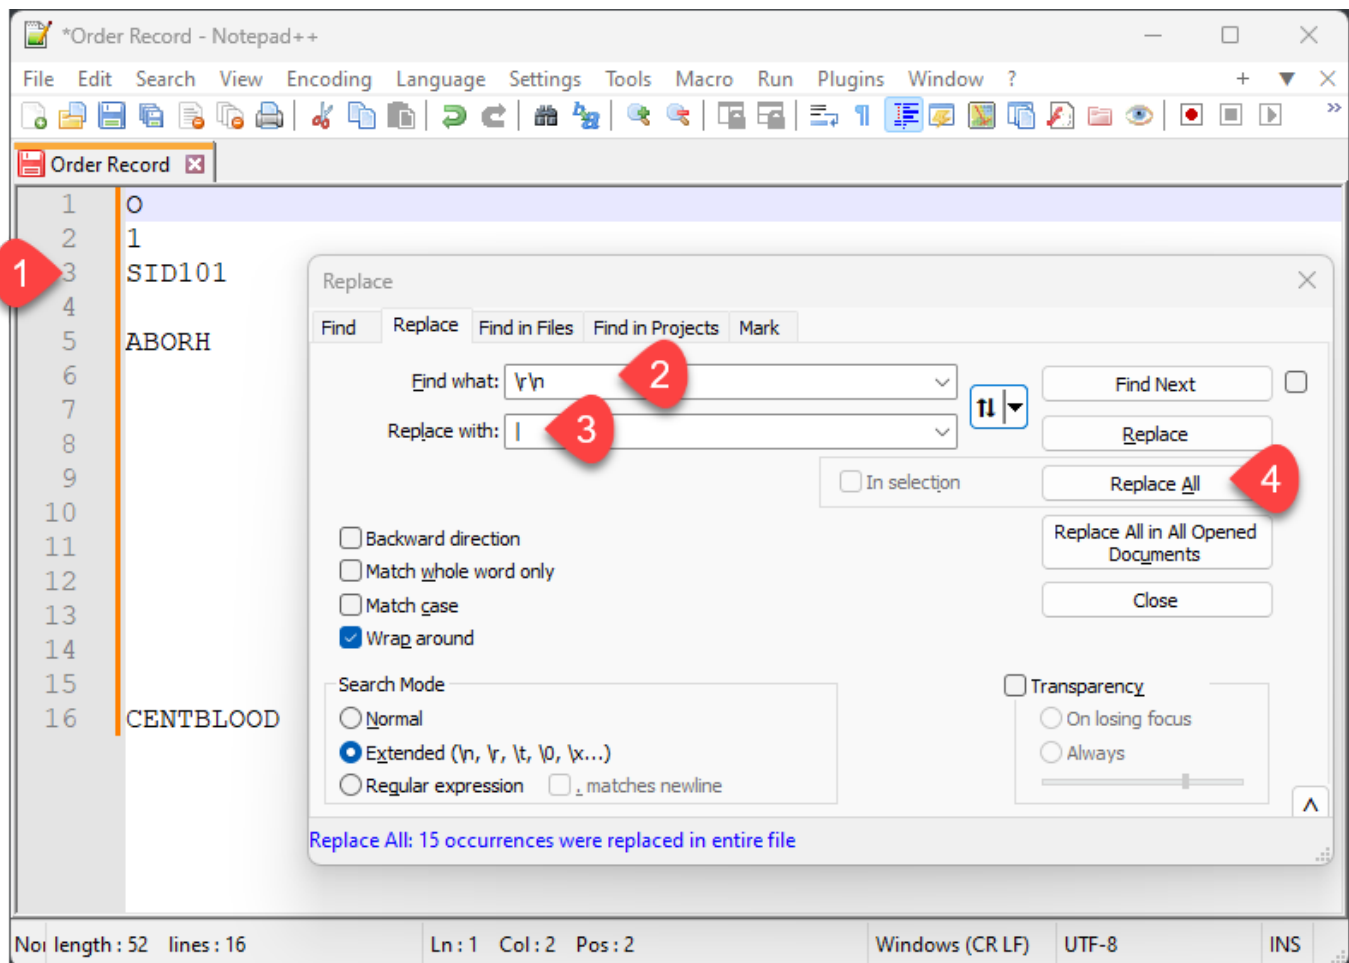 *Order Record - Notepad++
File Edit Search View Encoding Language Settings Tools Macro Run Plugins Window ?
Order Record
1 O
2 1
3 SID101
4
5 ABORH
6
7
8
9
10
11
12
13
14
15
16 CENTBLOOD
1
Replace
Find Replace Find in Files Find in Projects Mark
Find what: \r\n 2 Find Next
Replace with: | 3 Replace
In selection Replace All 4
Replace All in All Opened
Documents
Close
Backward direction
Match whole word only
Match case
Wrap around
Search Mode
Normal
Extended (\n, \r, \t, \0, \x...)
Regular expression . matches newline
Transparency
On losing focus
Always
Replace All: 15 occurrences were replaced in entire file
length : 52 lines : 16 Ln : 1 Col : 2 Pos : 2 Windows (CR LF) UTF-8 INS